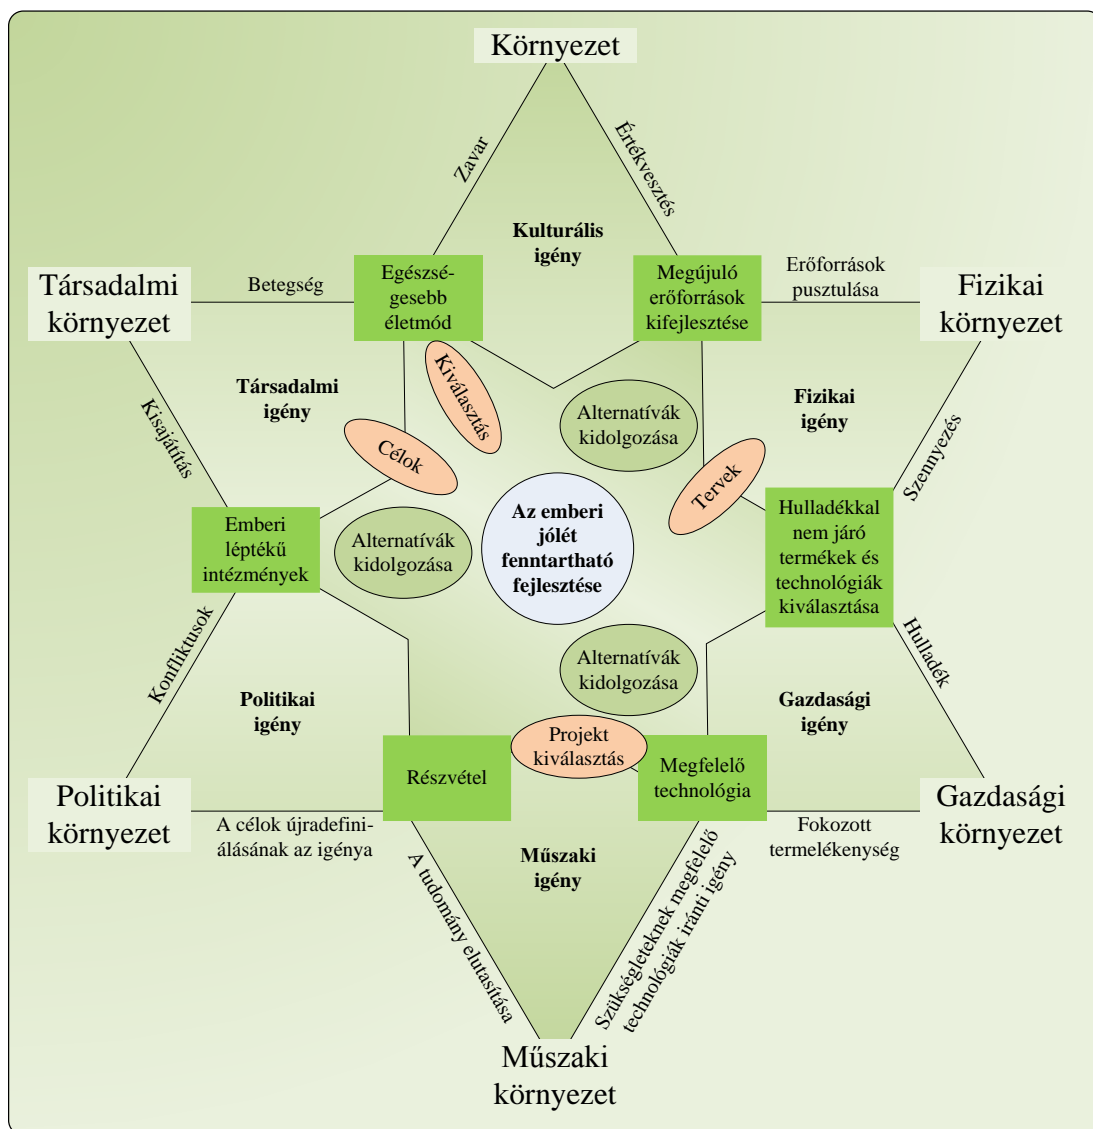 Környezet
Zavar
Értékvesztés
Kulturális
igény
Társadalmi
környezet
Betegség
Egészsé-
gesebb
életmód
Megújuló
erőforrások
kifejlesztése
Erőforrások
pusztulása
Fizikai
környezet
Társadalmi
igény
Kiválasztás
Alternatívák
kidolgozása
Fizikai
igény
Kisajátítás
Célok
Tervek
Szennyezés
Emberi
léptékű
intézmények
Alternatívák
kidolgozása
Az emberi
jólét
fenntartható
fejlesztése
Hulladékkal
nem járó
termékek és
technológiák
kiválasztása
Konfliktusok
Alternatívák
kidolgozása
Hulladék
Politikai
igény
Gazdasági
igény
Részvétel
Projekt
kiválasztás
Megfelelő
technológia
Politikai
környezet
A célok újradefini-
álásának az igénya
Fokozott
termelékenység
Gazdasági
környezet
Műszaki
igény
A tudomány elutasítása
Szükségleteknek megfelelő
technológiák iránti igény
Műszaki
környezet